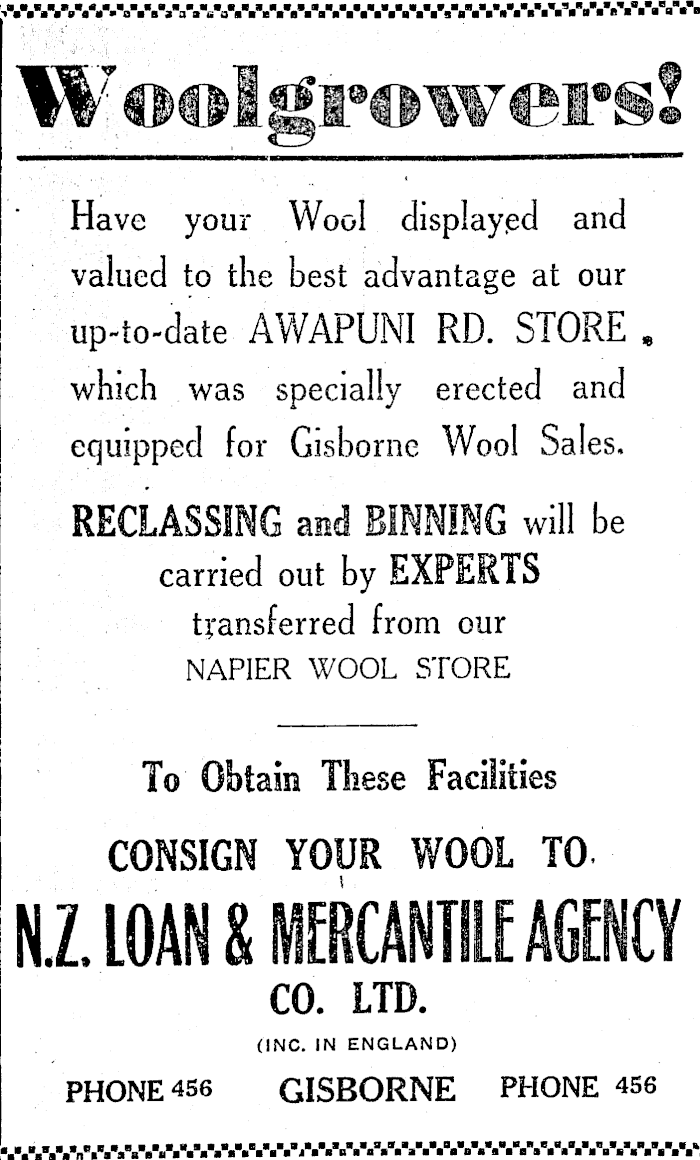 Woolgrowers!
Have your Wool displayed and
valued to the best advantage at our
up-to-date AWAPUNI RD. STORE,
which was specially erected and
equipped for Gisborne Wool Sales.
RECLASSING and BINNING will be
carried out by EXPERTS
transferred from our
NAPIER WOOL STORE
To Obtain These Facilities
CONSIGN YOUR WOOL TO
N.Z. LOAN & MERCANTILE AGENCY
CO. LTD.
(INC. IN ENGLAND)
PHONE 456 GISBORNE PHONE 456